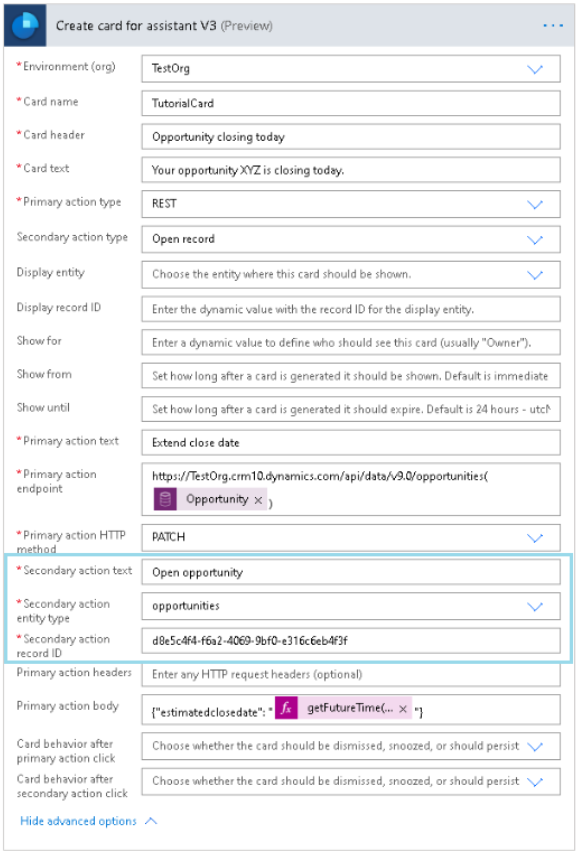 Create card for assistant V3 (Preview)
*Environment (org)
TestOrg
*Card name
TutorialCard
*Card header
Opportunity closing today
*Card text
Your opportunity XYZ is closing today.
*Primary action type
REST
Secondary action type
Open record
Display entity
Choose the entity where this card should be shown.
Display record ID
Enter the dynamic value with the record ID for the display entity.
Show for
Enter a dynamic value to define who should see this card (usually "Owner").
Show from
Set how long after a card is generated it should be shown. Default is immediate
Show until
Set how long after a card is generated it should expire. Default is 24 hours - utcN
*Primary action text
Extend close date
*Primary action
endpoint
https://TestOrg.crm10.dynamics.com/api/data/v9.0/opportunities(
Opportunity × )
*Primary action HTTP
method
PATCH
*Secondary action text
Open opportunity
*Secondary action
entity type
opportunities
*Secondary action
record ID
d8e5c4f4-f6a2-4069-9bf0-e316c6eb4f3f
Primary action headers
Enter any HTTP request headers (optional)
Primary action body
{"estimatedclosedate": " fx getFutureTime(... × "}
Card behavior after
primary action click
Choose whether the card should be dismissed, snoozed, or should persist
Card behavior after
secondary action click
Choose whether the card should be dismissed, snoozed, or should persist
Hide advanced options